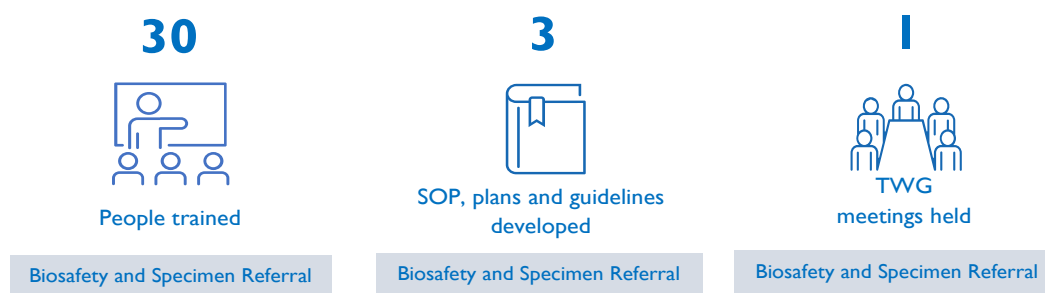 30
People trained
Biosafety and Specimen Referral
3
SOP, plans and guidelines
developed
Biosafety and Specimen Referral
1
TWG
meetings held
Biosafety and Specimen Referral